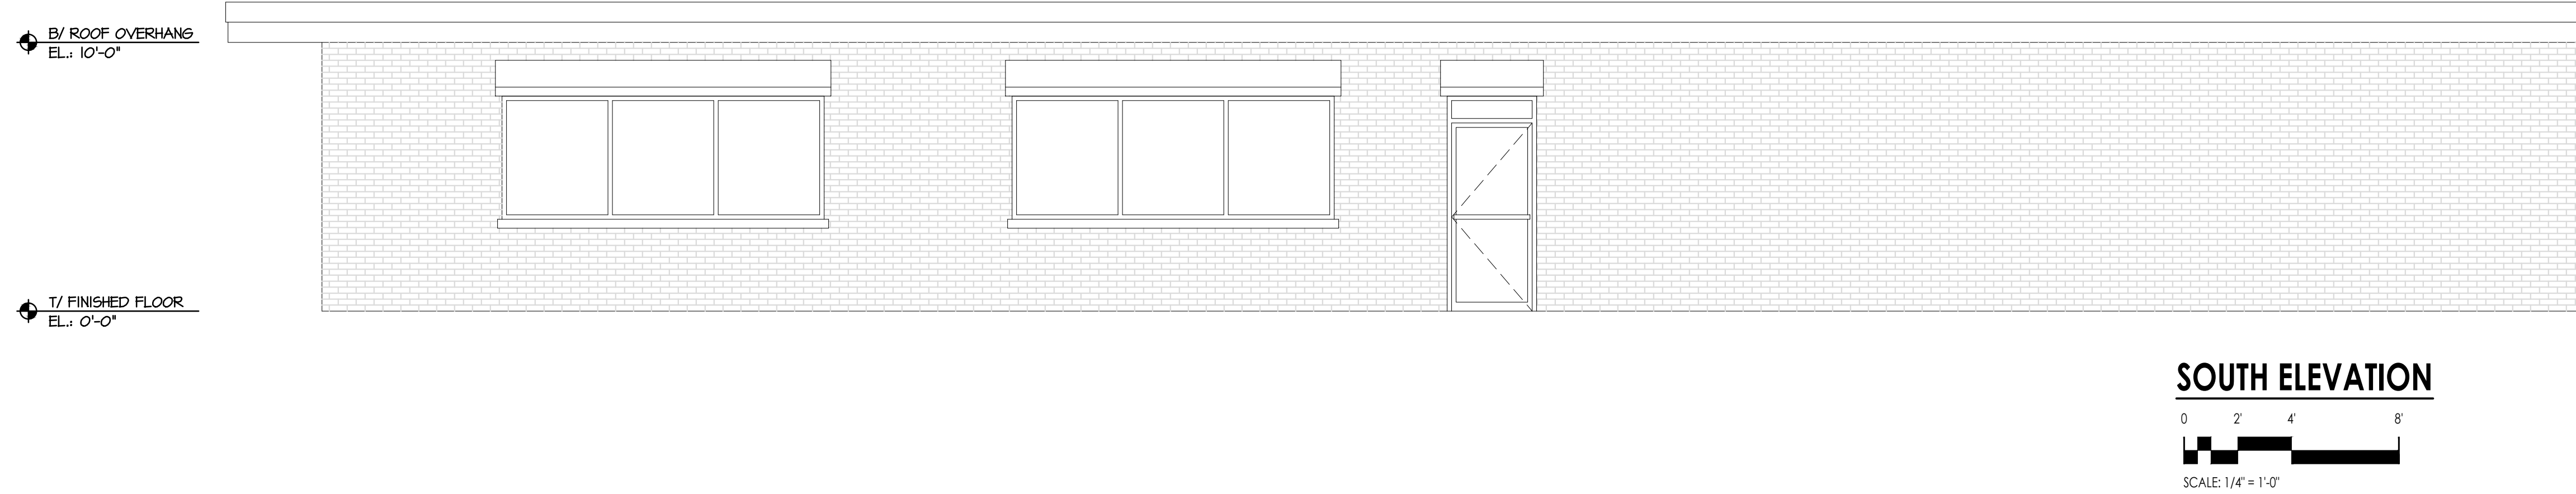 B/ ROOF OVERHANG
EL.: 10'-0"
T/ FINISHED FLOOR
EL.: 0'-0"
SOUTH ELEVATION
0 2' 4' 8'
SCALE: 1/4" = 1'-0"